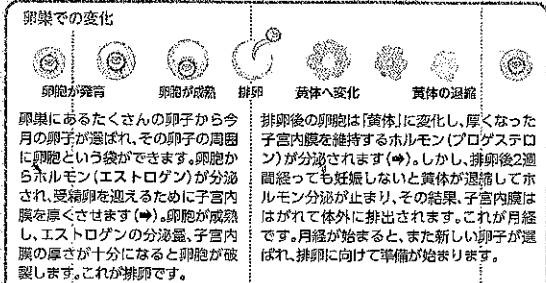 卵巣での変化
卵胞が発育
卵胞が成熟
排卵
黄体へ変化
黄体の退縮
卵巣にあるたくさんの卵子から今
月の卵子が選ばれ、その卵子の周囲
に卵胞という袋ができます。卵胞か
らホルモン(エストロゲン)が分泌
され、受精卵を迎えるために子宮内
膜を厚くさせます(➡)。卵胞が成熟
し、エストロゲンの分泌量、子宮内
膜の厚さが十分になると卵胞が破
裂します。これが排卵です。
排卵後の卵胞は「黄体」に変化し、厚くなった
子宮内膜を維持するホルモン(プロゲステロ
ン)が分泌されます(➡)。しかし、排卵後2週
間経っても妊娠しないと黄体が退縮してホ
ルモン分泌が止まり、その結果、子宮内膜は
はがれて体外に排出されます。これが月経
です。月経が始まると、また新しい卵子が選
ばれ、排卵に向けて準備が始まります。